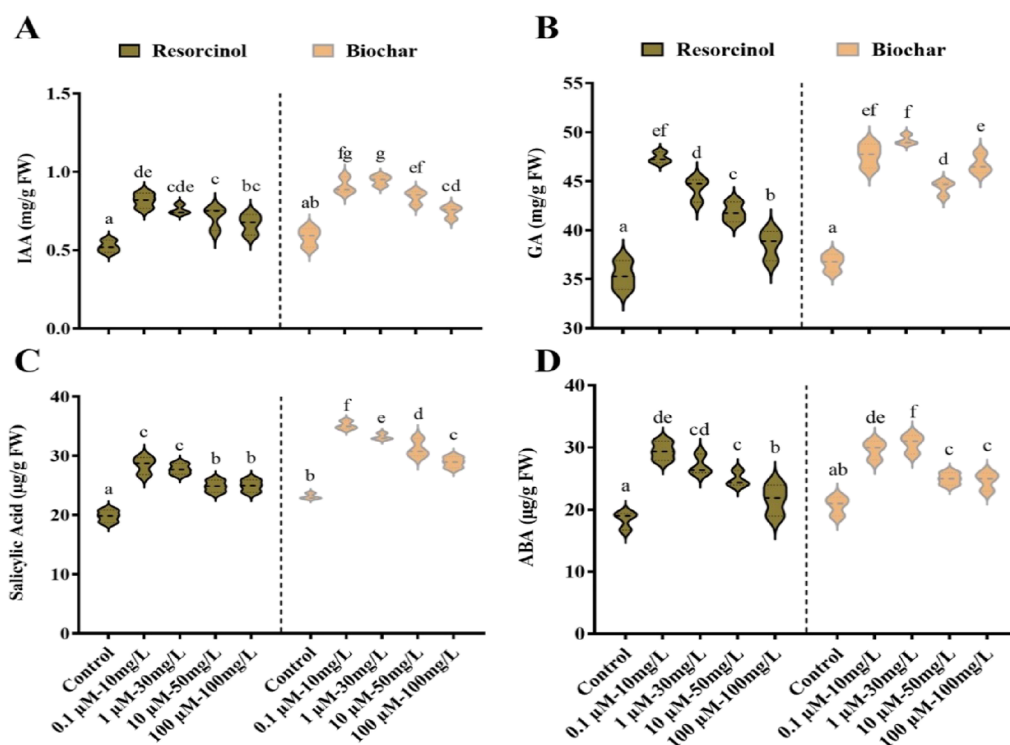 A
Resorcinol Biochar
IAA (mg/g FW)
1.5
1.0
0.5
0.0
a de cde c bc ab fg g ef cd
B
Resorcinol Biochar
GA (mg/g FW)
55
50
45
40
35
30
a ef d c b a ef f d e
C
Salicylic Acid (µg/g FW)
40
30
20
10
0
a c c b b b f e d c
Control
0.1 µM-10mg/L
1 µM-30mg/L
10 µM-50mg/L
100 µM-100mg/L
Control
0.1 µM-10mg/L
1 µM-30mg/L
10 µM-50mg/L
100 µM-100mg/L
D
ABA (µg/g FW)
40
30
20
10
0
a de cd c b ab de f c c
Control
0.1 µM-10mg/L
1 µM-30mg/L
10 µM-50mg/L
100 µM-100mg/L
Control
0.1 µM-10mg/L
1 µM-30mg/L
10 µM-50mg/L
100 µM-100mg/L